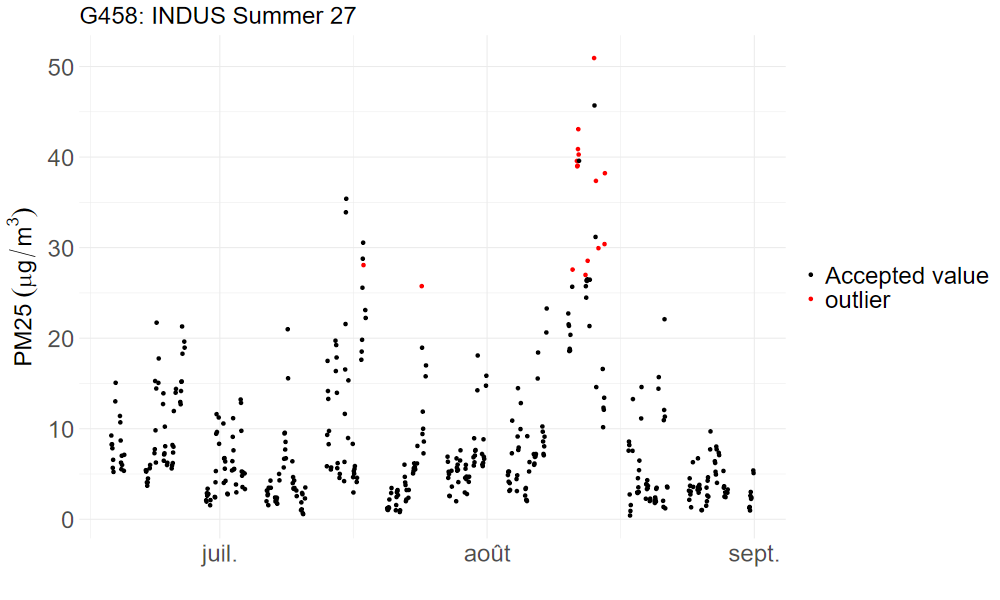 G458: INDUS Summer 27
50
40
30
20
10
0
PM25 (μg/m³)
juil.
août
sept.
Accepted value
outlier